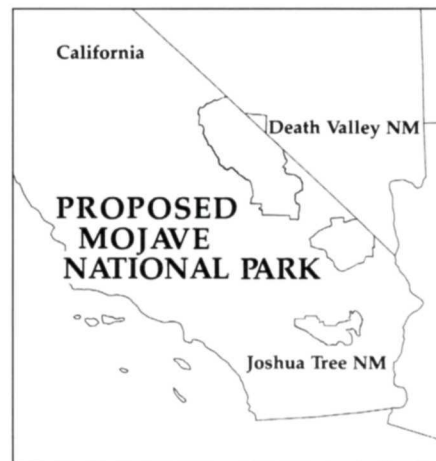 California
Death Valley NM
PROPOSED
MOJAVE
NATIONAL PARK
Joshua Tree NM